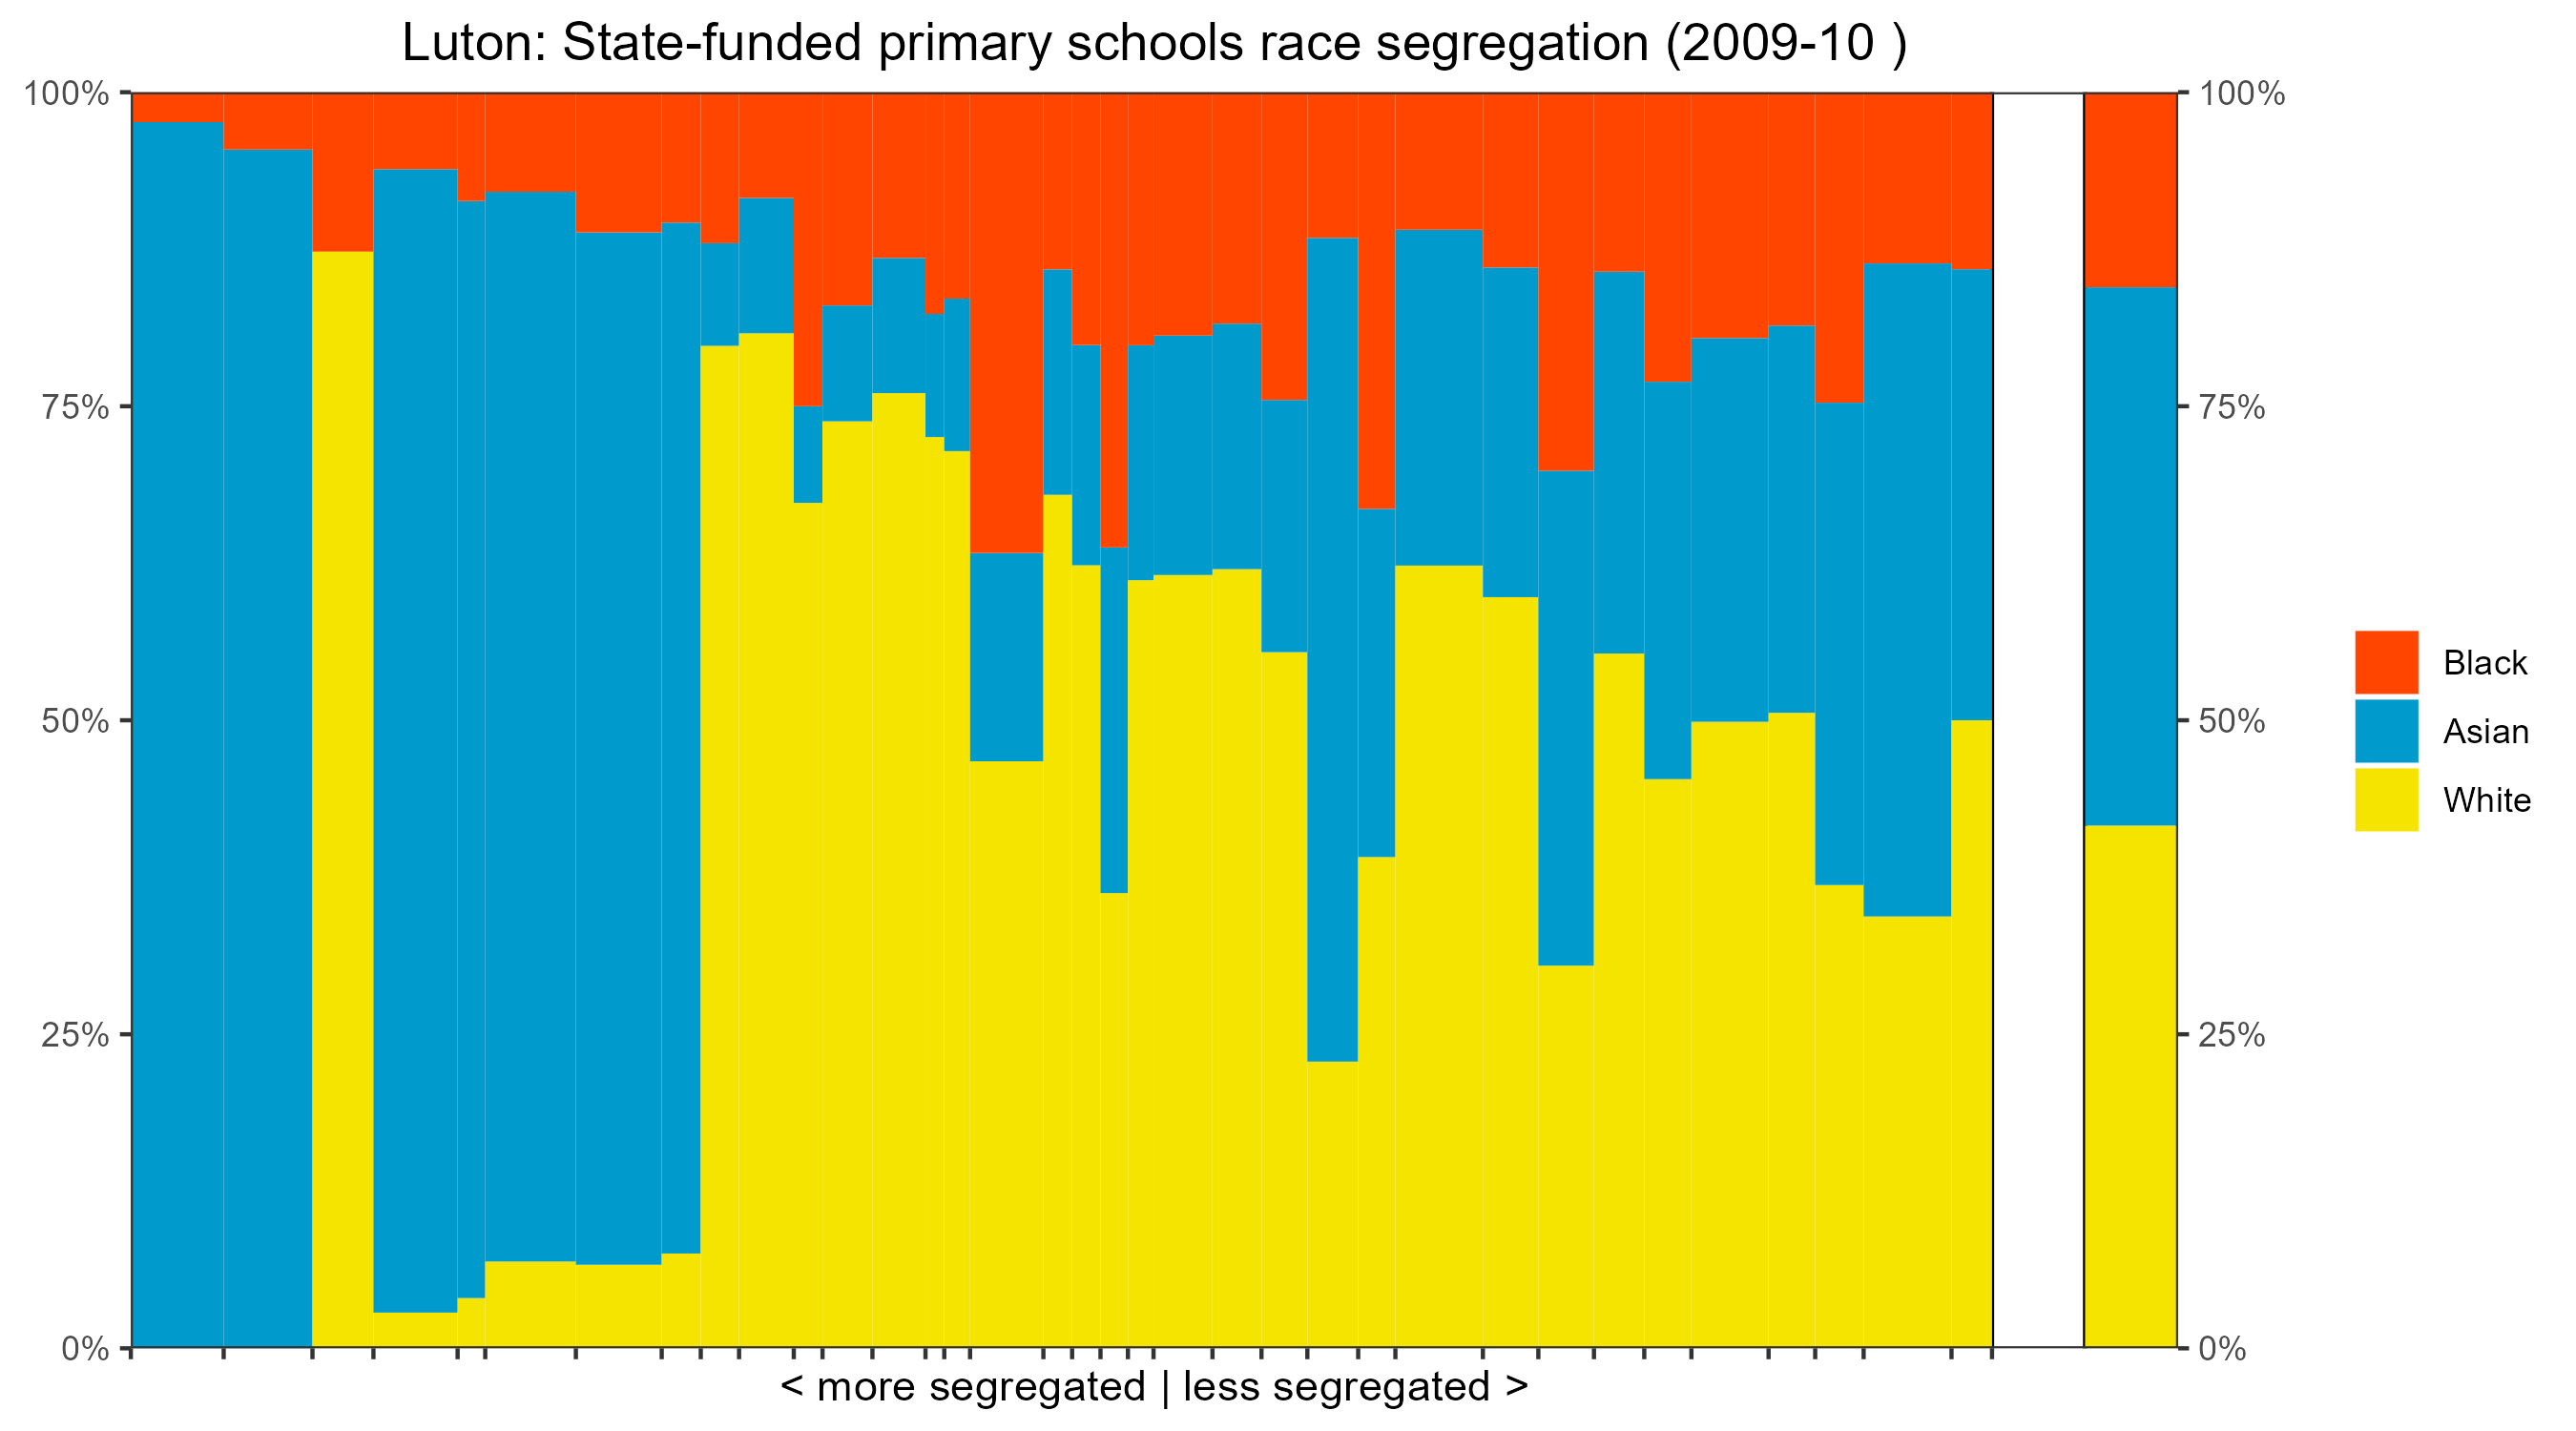 Luton: State-funded primary schools race segregation (2009-10 )
100%
75%
50%
25%
0%
100%
75%
50%
25%
0%
Black
Asian
White
< more segregated | less segregated >